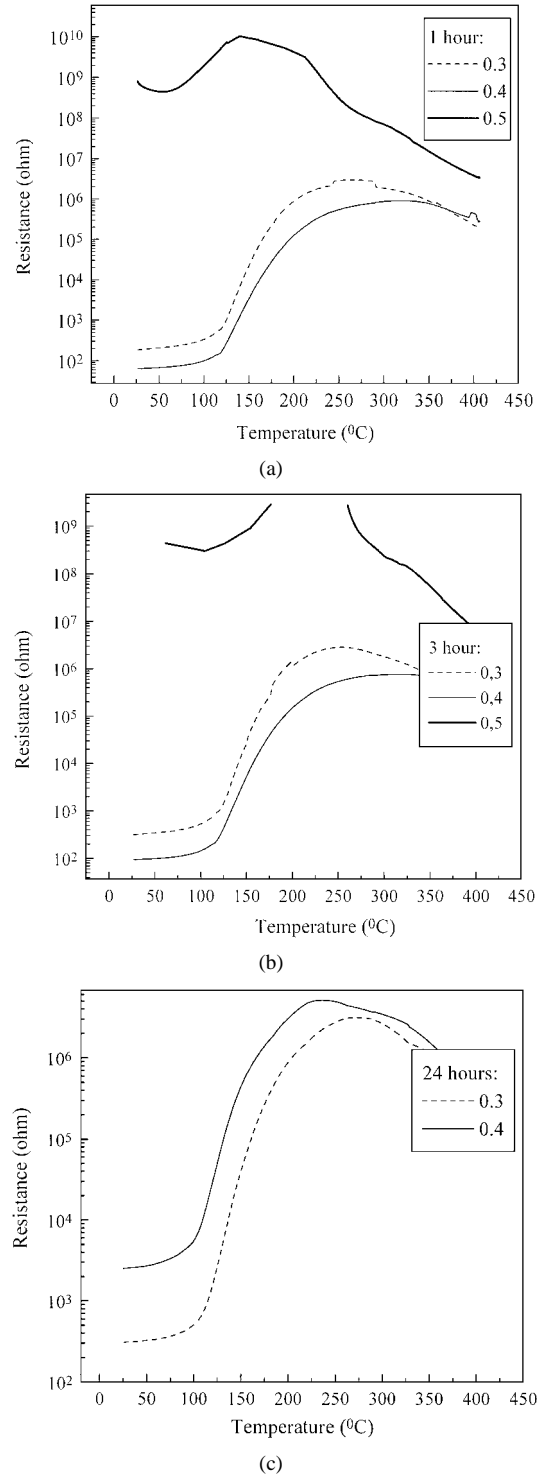 10¹⁰
10⁹
10⁸
10⁷
10⁶
10⁵
10⁴
10³
10²
Resistance (ohm)
1 hour:
0.3
0.4
0.5
0 50 100 150 200 250 300 350 400 450
Temperature (⁰C)
(a)
10⁹
10⁸
10⁷
10⁶
10⁵
10⁴
10³
10²
Resistance (ohm)
3 hour:
0,3
0,4
0,5
0 50 100 150 200 250 300 350 400 450
Temperature (⁰C)
(b)
10⁶
10⁵
10⁴
10³
10²
Resistance (ohm)
24 hours:
0.3
0.4
0 50 100 150 200 250 300 350 400 450
Temperature (⁰C)
(c)